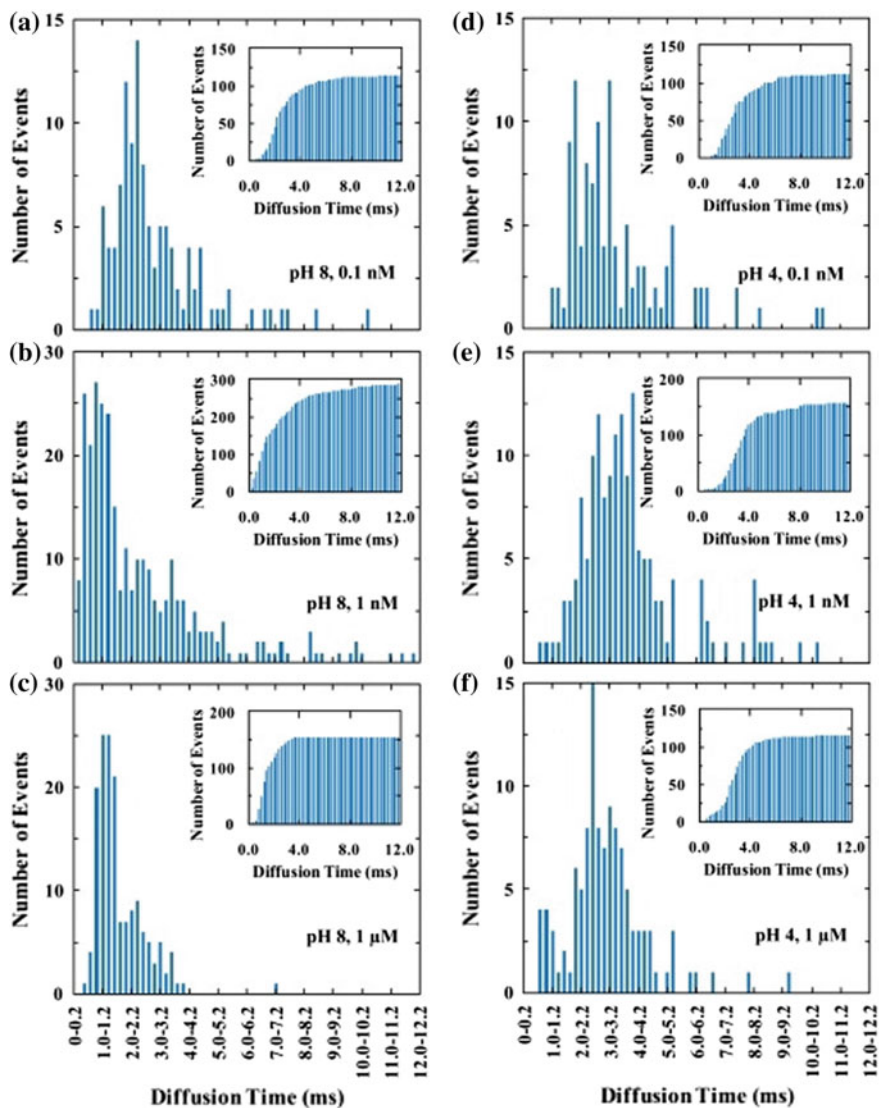 (a)
Number of Events
15
10
5
0
Number of Events
150
100
50
0
0.0 4.0 8.0 12.0
Diffusion Time (ms)
pH 8, 0.1 nM
(b)
Number of Events
30
25
20
15
10
5
0
Number of Events
300
200
100
0
0.0 4.0 8.0 12.0
Diffusion Time (ms)
pH 8, 1 nM
(c)
Number of Events
30
25
20
15
10
5
0
Number of Events
200
150
100
50
0
0.0 4.0 8.0 12.0
Diffusion Time (ms)
pH 8, 1 µM
0-0.2
1.0-1.2
2.0-2.2
3.0-3.2
4.0-4.2
5.0-5.2
6.0-6.2
7.0-7.2
8.0-8.2
9.0-9.2
10.0-10.2
11.0-11.2
12.0-12.2
Diffusion Time (ms)
(d)
Number of Events
15
10
5
0
Number of Events
150
100
50
0
0.0 4.0 8.0 12.0
Diffusion Time (ms)
pH 4, 0.1 nM
(e)
Number of Events
15
10
5
0
Number of Events
200
150
100
50
0
0.0 4.0 8.0 12.0
Diffusion Time (ms)
pH 4, 1 nM
(f)
Number of Events
15
10
5
0
Number of Events
150
100
50
0
0.0 4.0 8.0 12.0
Diffusion Time (ms)
pH 4, 1 µM
0-0.2
1.0-1.2
2.0-2.2
3.0-3.2
4.0-4.2
5.0-5.2
6.0-6.2
7.0-7.2
8.0-8.2
9.0-9.2
10.0-10.2
11.0-11.2
12.0-12.2
Diffusion Time (ms)